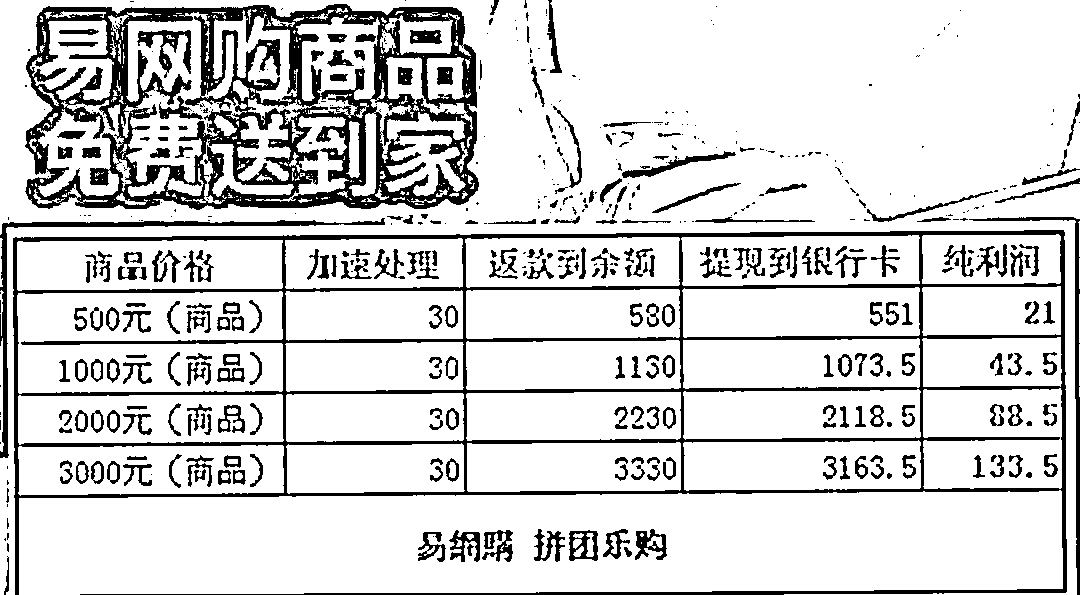 易网购商品
免费送到家
商品价格 加速处理 返款到余额 提现到银行卡 纯利润
500元（商品） 30 580 551 21
1000元（商品） 30 1130 1073.5 43.5
2000元（商品） 30 2230 2118.5 88.5
3000元（商品） 30 3330 3163.5 133.5
易網購 拼团乐购